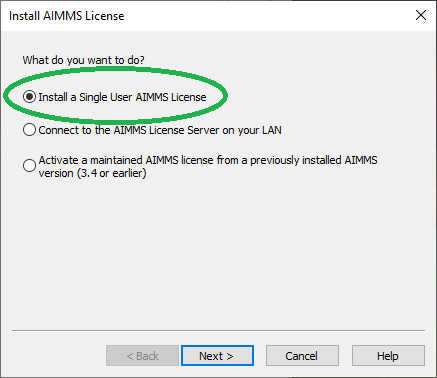 Install AIMMS License
What do you want to do?
Install a Single User AIMMS License
Connect to the AIMMS License Server on your LAN
Activate a maintained AIMMS license from a previously installed AIMMS
version (3.4 or earlier)
< Back
Next >
Cancel
Help